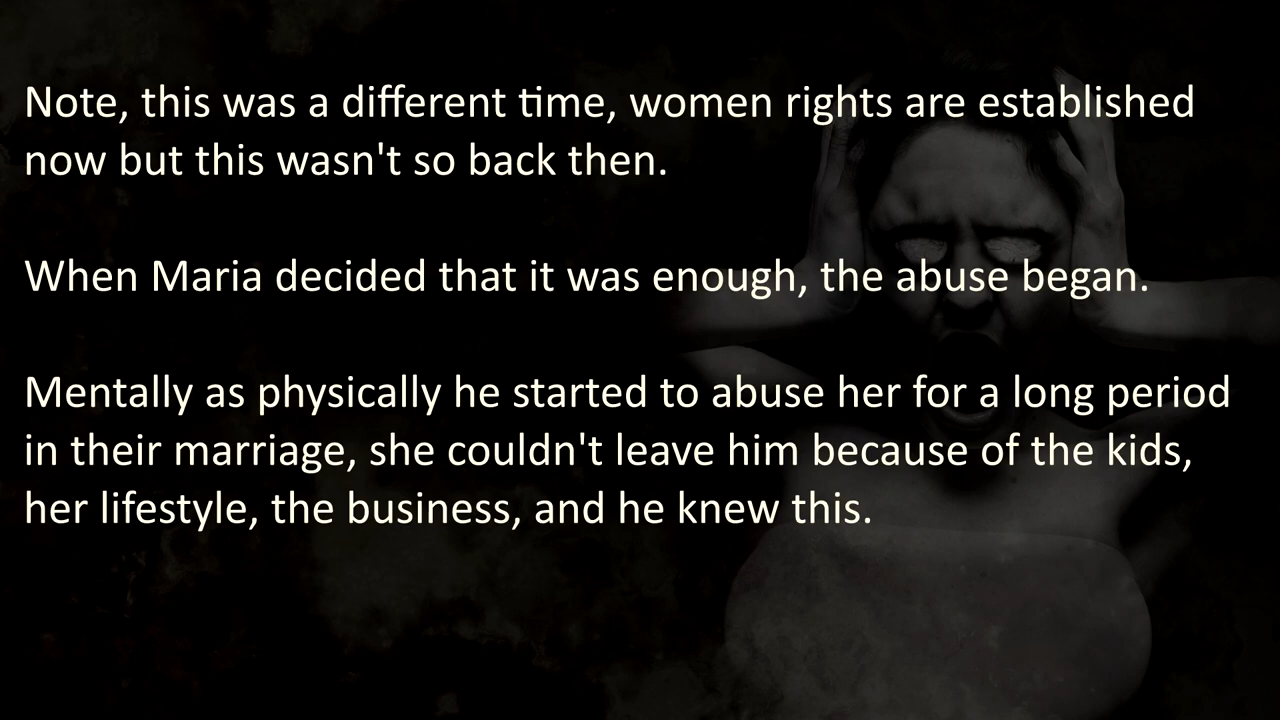 Note, this was a different time, women rights are established
now but this wasn't so back then.
When Maria decided that it was enough, the abuse began.
Mentally as physically he started to abuse her for a long period
in their marriage, she couldn't leave him because of the kids,
her lifestyle, the business, and he knew this.